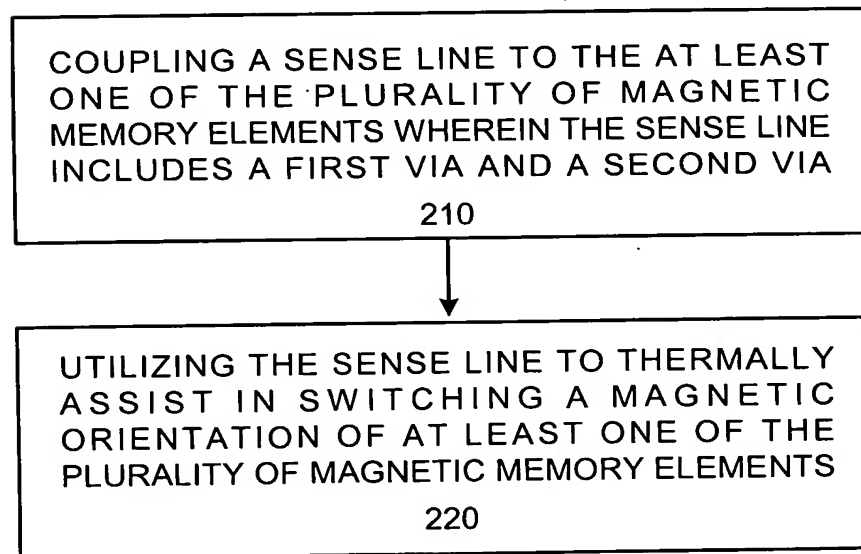 COUPLING A SENSE LINE TO THE AT LEAST
ONE OF THE PLURALITY OF MAGNETIC
MEMORY ELEMENTS WHEREIN THE SENSE LINE
INCLUDES A FIRST VIA AND A SECOND VIA
210
UTILIZING THE SENSE LINE TO THERMALLY
ASSIST IN SWITCHING A MAGNETIC
ORIENTATION OF AT LEAST ONE OF THE
PLURALITY OF MAGNETIC MEMORY ELEMENTS
220